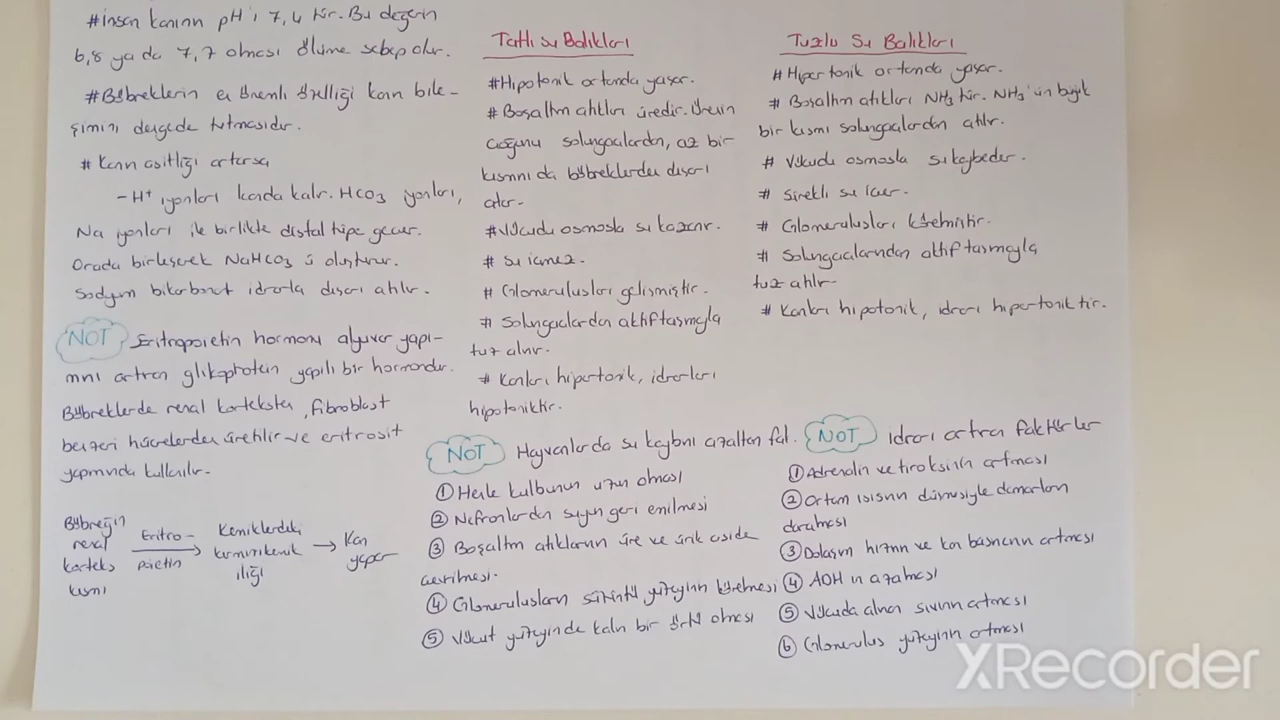 #İnsan kanının pH'ı 7,4 tür. Bu değerin
6,8 ya da 7,7 olması ölüme sebep olur.
#Böbreklerin en önemli özelliği kan bile-
şimini dengede tutmasıdır.
# Kanın asitliği artarsa
- H+ iyonları kanda kalır. HCO3 iyonları,
Na iyonları ile birlikte distal tüpe geçer.
Orada birleşerek NaHCO3 ü oluşturur.
Sodyum bikarbonat idrarla dışarı atılır.
NOT Eritropoietin hormonu alyuvar yapı-
mını artıran glikoprotein yapılı bir hormondur.
Böbreklerde renal korteksten, fibroblast
benzeri hücrelerden üretilir ve eritrosit
yapımında kullanılır.
Böbreğin
renal
korteks
kısmı
Eritro-
poietin
Kemiklerdeki
kırmızı kemik
iliği
Kan
yapar
Tatlı Su Balıkları
#Hipotonik ortamda yaşar.
# Boşaltım atıkları üredir. Ürenin
çoğunu solungaçlardan, az bir
kısmını da böbreklerden dışarı
atar.
#Vücudu osmozla su kazanır.
# Su içmez.
# Glomerulusları gelişmiştir.
# Solungaçlardan aktif taşımayla
tuz alınır.
# Kanları hipertonik, idrarları
hipotoniktir.
Tuzlu Su Balıkları
# Hipertonik ortamda yaşar.
# Boşaltım atıkları NH3 tür. NH3 'ün büyük
bir kısmı solungaçlardan atılır.
# Vücudu osmozla su kaybeder.
# Sürekli su içer.
# Glomerulusları körelmiştir.
# Solungaçlarından aktif taşımayla
tuz atılır.
# Kanları hipotonik, idrarı hipertoniktir.
NOT Hayvanlarda su kaybını azaltan fak.
① Henle kulbunun uzun olması
② Nefronlardan suyun geri emilmesi
③ Boşaltım atıklarının üre ve ürik aside
çevrilmesi.
④ Glomerulusların süzüntü yüzeyinin körelmesi
⑤ Vücut yüzeyinde kalın bir örtü olması
NOT İdrarı artıran faktörler
① Adrenalin ve tiroksinin artması
② Ortam ısısının düşmesiyle damarların
daralması
③ Dolaşım hızının ve kan basıncının artması
④ ADH ın azalması
⑤ Vücuda alınan sıvının artması
⑥ Glomerulus yüzeyinin artması
XRecorder